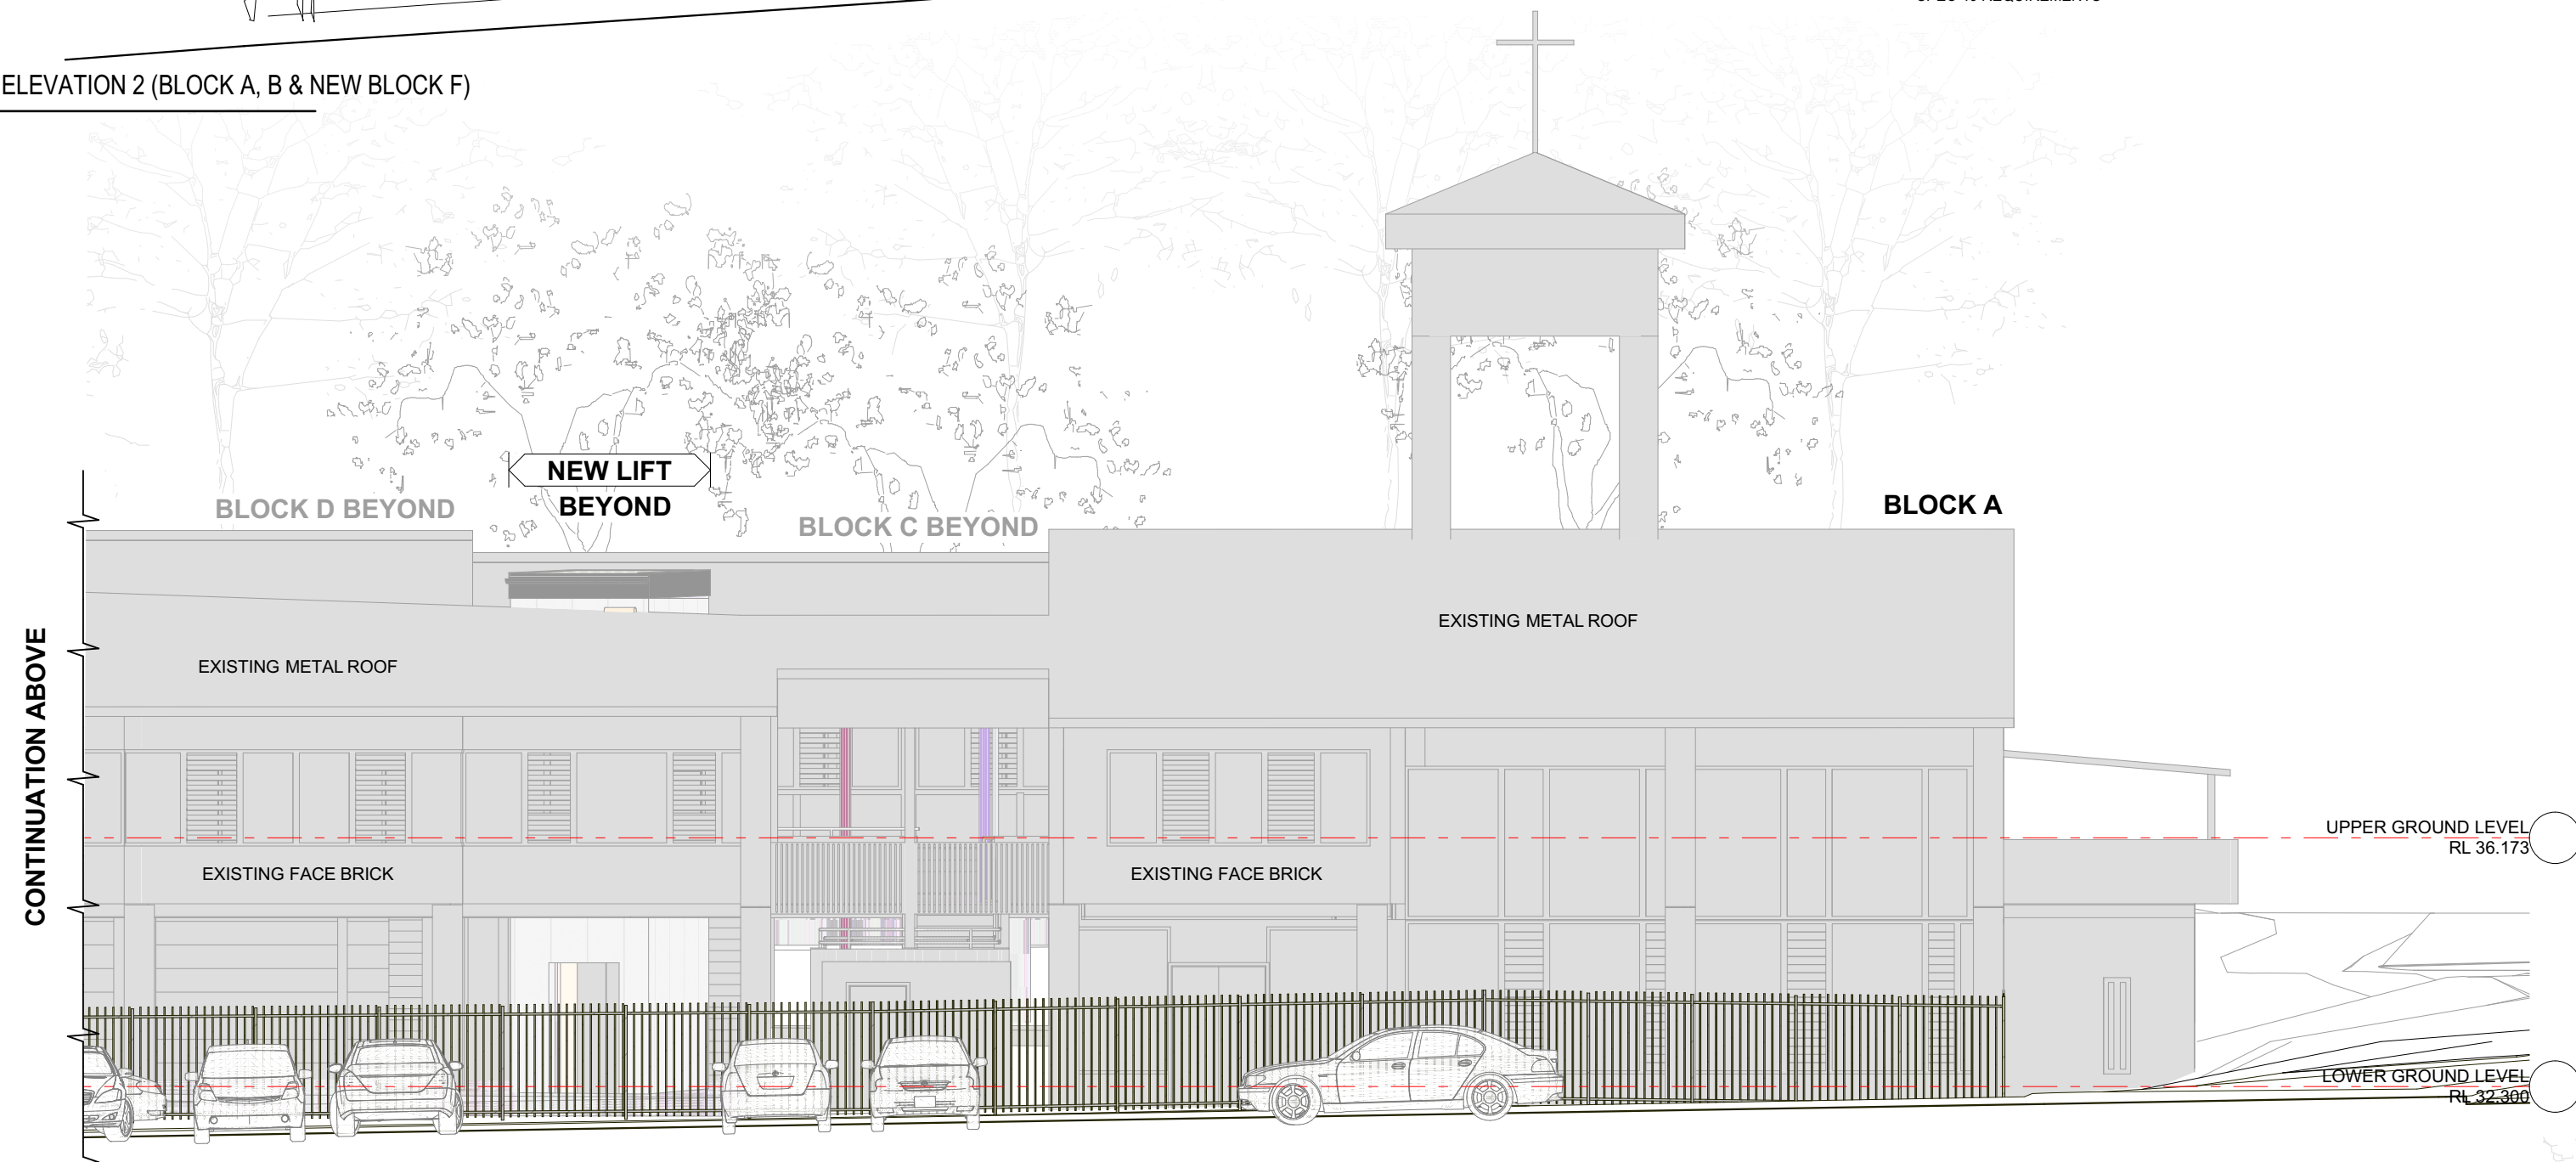 ELEVATION 2 (BLOCK A, B & NEW BLOCK F)
NEW LIFT
BEYOND
BLOCK D BEYOND
BLOCK C BEYOND
BLOCK A
EXISTING METAL ROOF
EXISTING METAL ROOF
CONTINUATION ABOVE
UPPER GROUND LEVEL
RL 36.173
EXISTING FACE BRICK
EXISTING FACE BRICK
LOWER GROUND LEVEL
RL 32.300